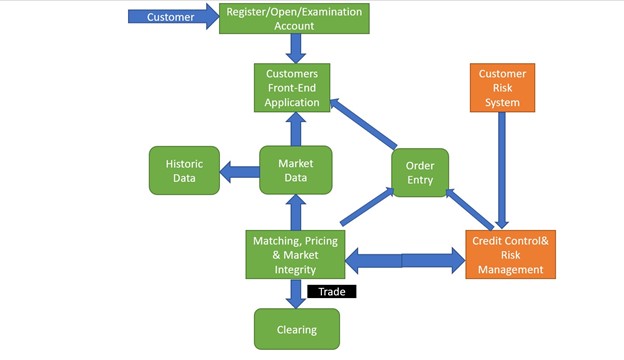 Customer
Register/Open/Examination
Account
Customers
Front-End
Application
Customer
Risk
System
Historic
Data
Market
Data
Order
Entry
Matching, Pricing
& Market
Integrity
Credit Control&
Risk
Management
Trade
Clearing